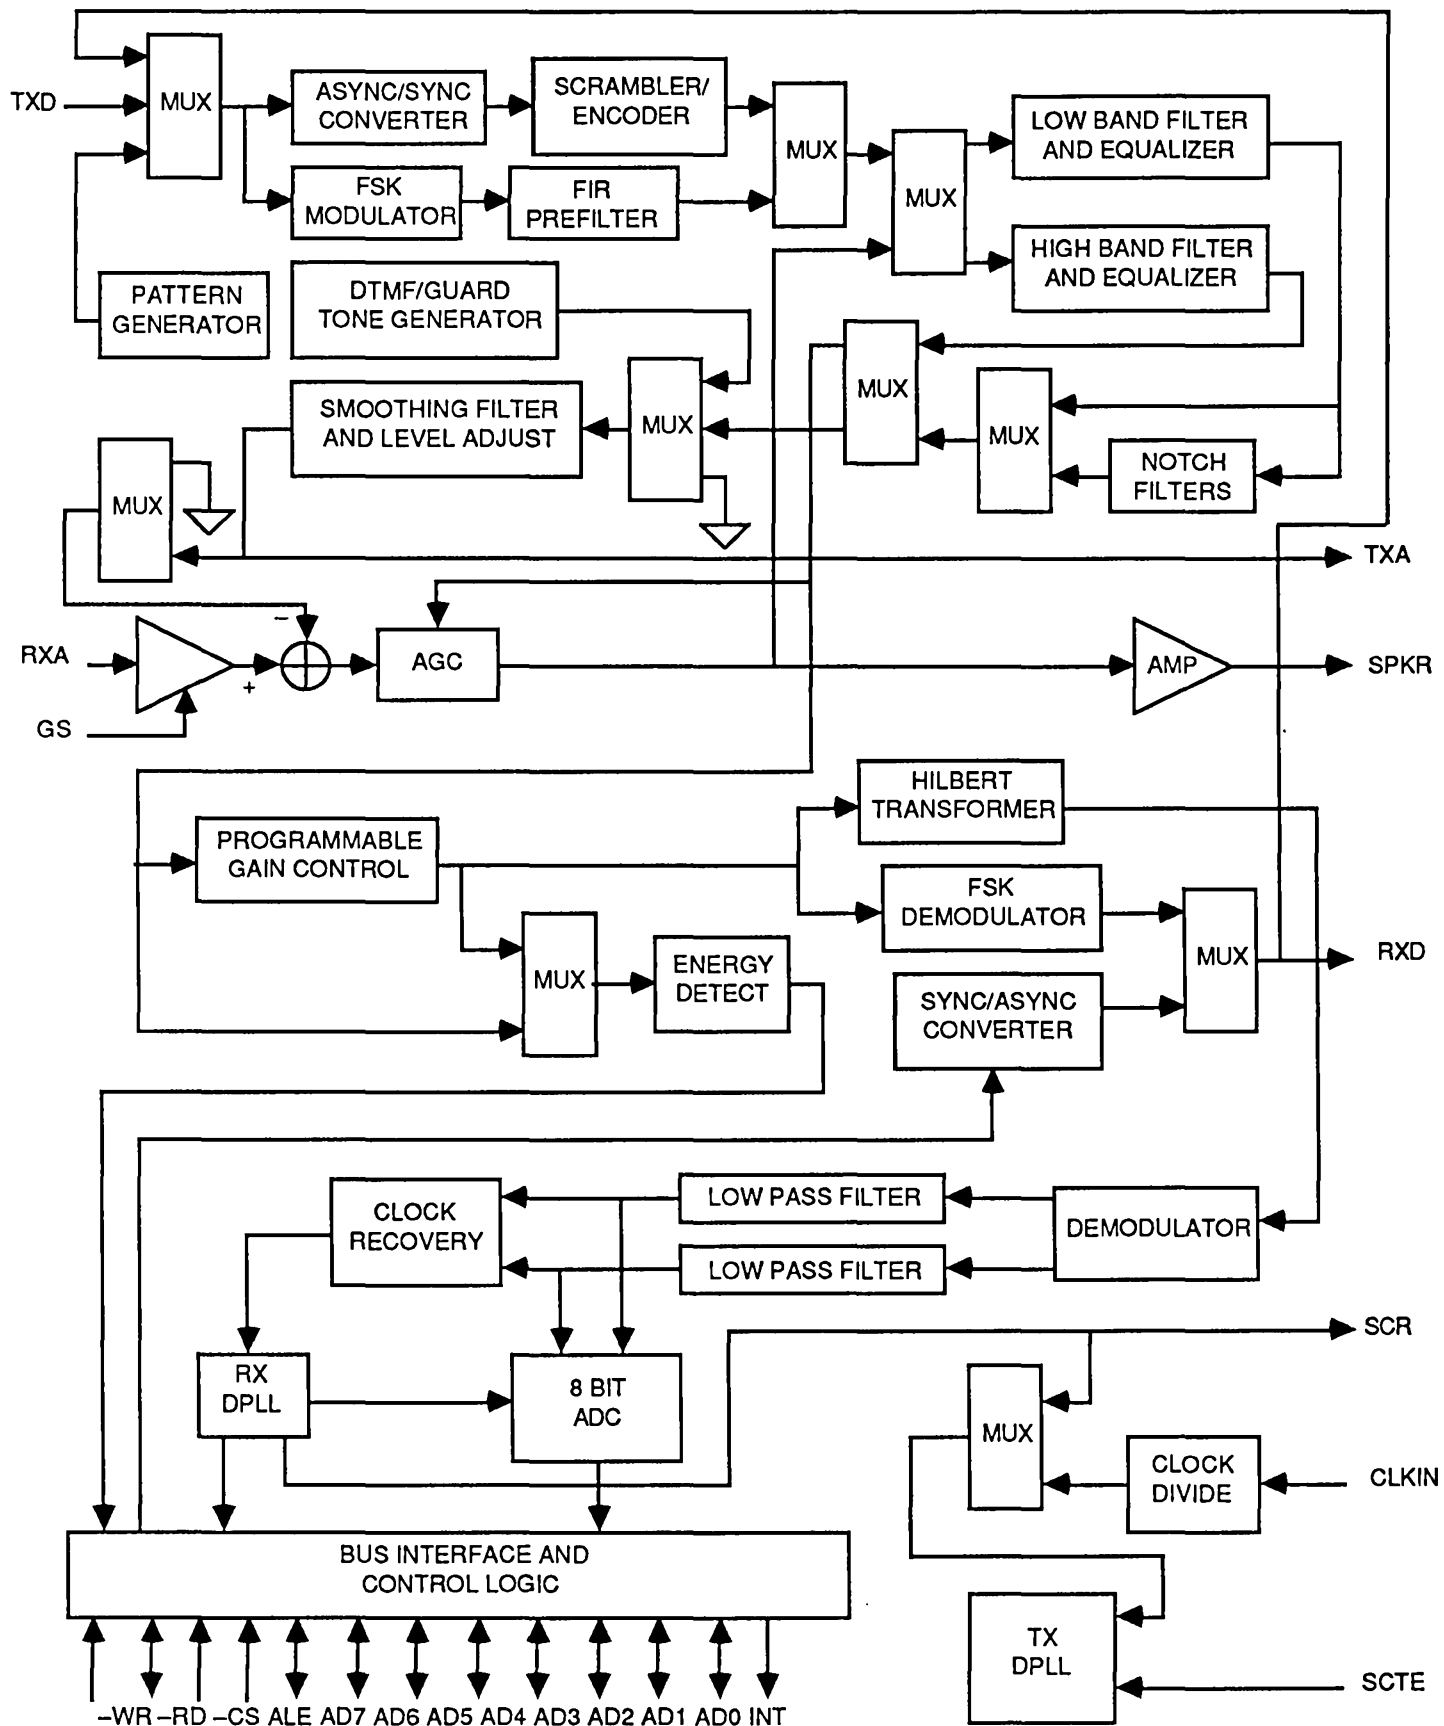 TXD
MUX
ASYNC/SYNC
CONVERTER
SCRAMBLER/
ENCODER
MUX
LOW BAND FILTER
AND EQUALIZER
FSK
MODULATOR
FIR
PREFILTER
MUX
HIGH BAND FILTER
AND EQUALIZER
PATTERN
GENERATOR
DTMF/GUARD
TONE GENERATOR
MUX
SMOOTHING FILTER
AND LEVEL ADJUST
MUX
MUX
NOTCH
FILTERS
MUX
TXA
–
RXA
+
AGC
AMP
SPKR
GS
HILBERT
TRANSFORMER
PROGRAMMABLE
GAIN CONTROL
FSK
DEMODULATOR
MUX
RXD
MUX
ENERGY
DETECT
SYNC/ASYNC
CONVERTER
CLOCK
RECOVERY
LOW PASS FILTER
LOW PASS FILTER
DEMODULATOR
SCR
RX
DPLL
8 BIT
ADC
MUX
CLOCK
DIVIDE
CLKIN
BUS INTERFACE AND
CONTROL LOGIC
TX
DPLL
SCTE
–WR –RD –CS ALE AD7 AD6 AD5 AD4 AD3 AD2 AD1 AD0 INT